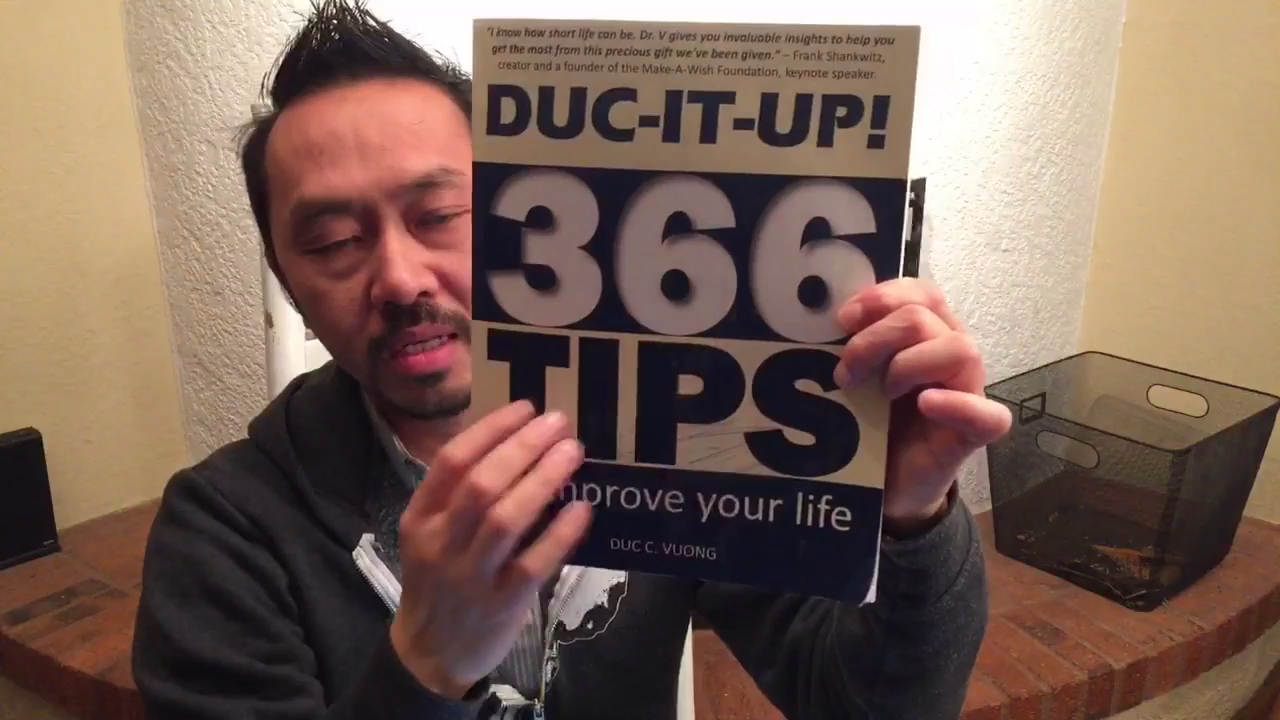 "I know how short life can be. Dr. V gives you invaluable insights to help you
get the most from this precious gift we've been given." – Frank Shankwitz,
creator and a founder of the Make-A-Wish Foundation, keynote speaker.
DUC-IT-UP!
366
TIPS
improve your life
DUC C. VUONG